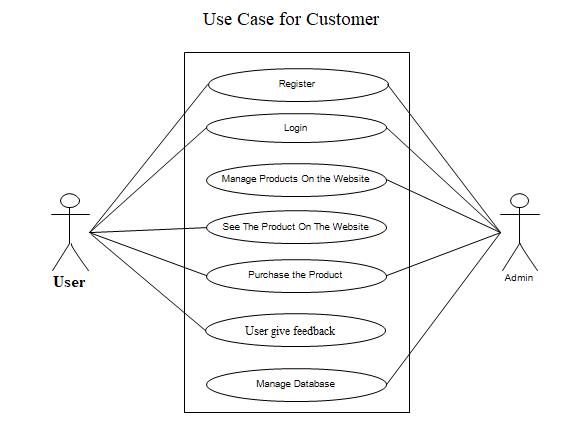 Use Case for Customer
Register
Login
Manage Products On the Website
See The Product On The Website
User
Purchase the Product
Admin
User give feedback
Manage Database